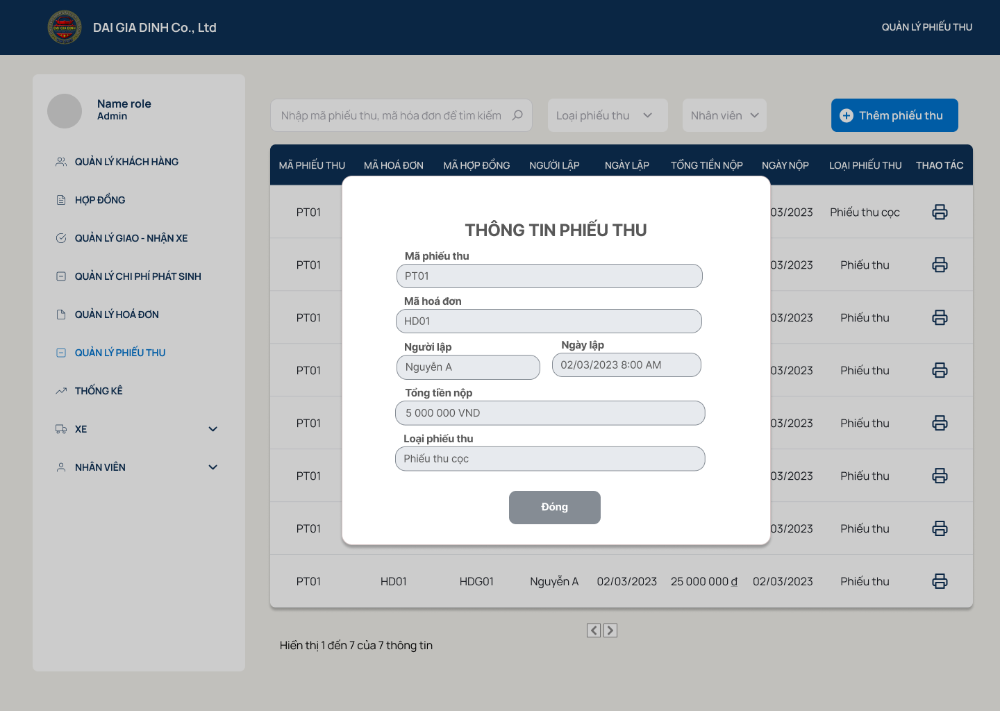 DAI GIA DINH
DAI GIA DINH Co., Ltd
QUẢN LÝ PHIẾU THU
Name role
Admin
QUẢN LÝ KHÁCH HÀNG
HỢP ĐỒNG
QUẢN LÝ GIAO - NHẬN XE
QUẢN LÝ CHI PHÍ PHÁT SINH
QUẢN LÝ HOÁ ĐƠN
QUẢN LÝ PHIẾU THU
THỐNG KÊ
XE
NHÂN VIÊN
Nhập mã phiếu thu, mã hóa đơn để tìm kiếm
Loại phiếu thu
Nhân viên
Thêm phiếu thu
MÃ PHIẾU THU MÃ HOÁ ĐƠN MÃ HỢP ĐỒNG NGƯỜI LẬP NGÀY LẬP TỔNG TIỀN NỘP NGÀY NỘP LOẠI PHIẾU THU THAO TÁC
PT01 03/2023 Phiếu thu cọc
PT01 03/2023 Phiếu thu
PT01 03/2023 Phiếu thu
PT01 03/2023 Phiếu thu
PT01 03/2023 Phiếu thu
PT01 03/2023 Phiếu thu
PT01 03/2023 Phiếu thu
PT01 HD01 HDG01 Nguyễn A 02/03/2023 25 000 000 ₫ 02/03/2023 Phiếu thu
THÔNG TIN PHIẾU THU
Mã phiếu thu
PT01
Mã hoá đơn
HD01
Người lập
Nguyễn A
Ngày lập
02/03/2023 8:00 AM
Tổng tiền nộp
5 000 000 VND
Loại phiếu thu
Phiếu thu cọc
Đóng
Hiển thị 1 đến 7 của 7 thông tin